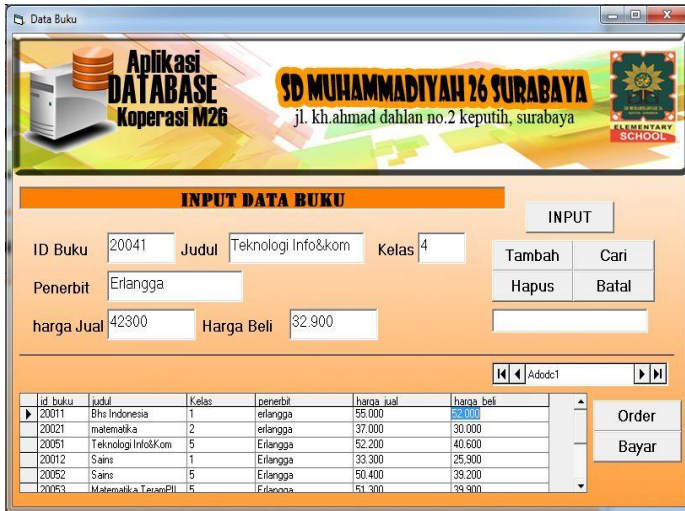 Data Buku
Aplikasi
DATABASE
Koperasi M26
SD MUHAMMADIYAH 26 SURABAYA
jl. kh.ahmad dahlan no.2 keputih, surabaya
ELEMENTARY
SCHOOL
INPUT DATA BUKU
INPUT
ID Buku 20041 Judul Teknologi Info&kom Kelas 4
Tambah Cari
Penerbit Erlangga
Hapus Batal
harga Jual 42300 Harga Beli 32.900
Adodc1
id_buku judul Kelas penerbit harga_jual harga_beli
20011 Bhs Indonesia 1 erlangga 55.000 52.000
20021 matematika 2 erlangga 37.000 30.000
20051 Teknologi Info&Kom 5 Erlangga 52.200 40.600
20012 Sains 1 Erlangga 33.300 25,900
20052 Sains 5 Erlangga 50.400 39.200
20053 Matematika TeramPIl 5 Erlangga 51.300 39.900
Order
Bayar